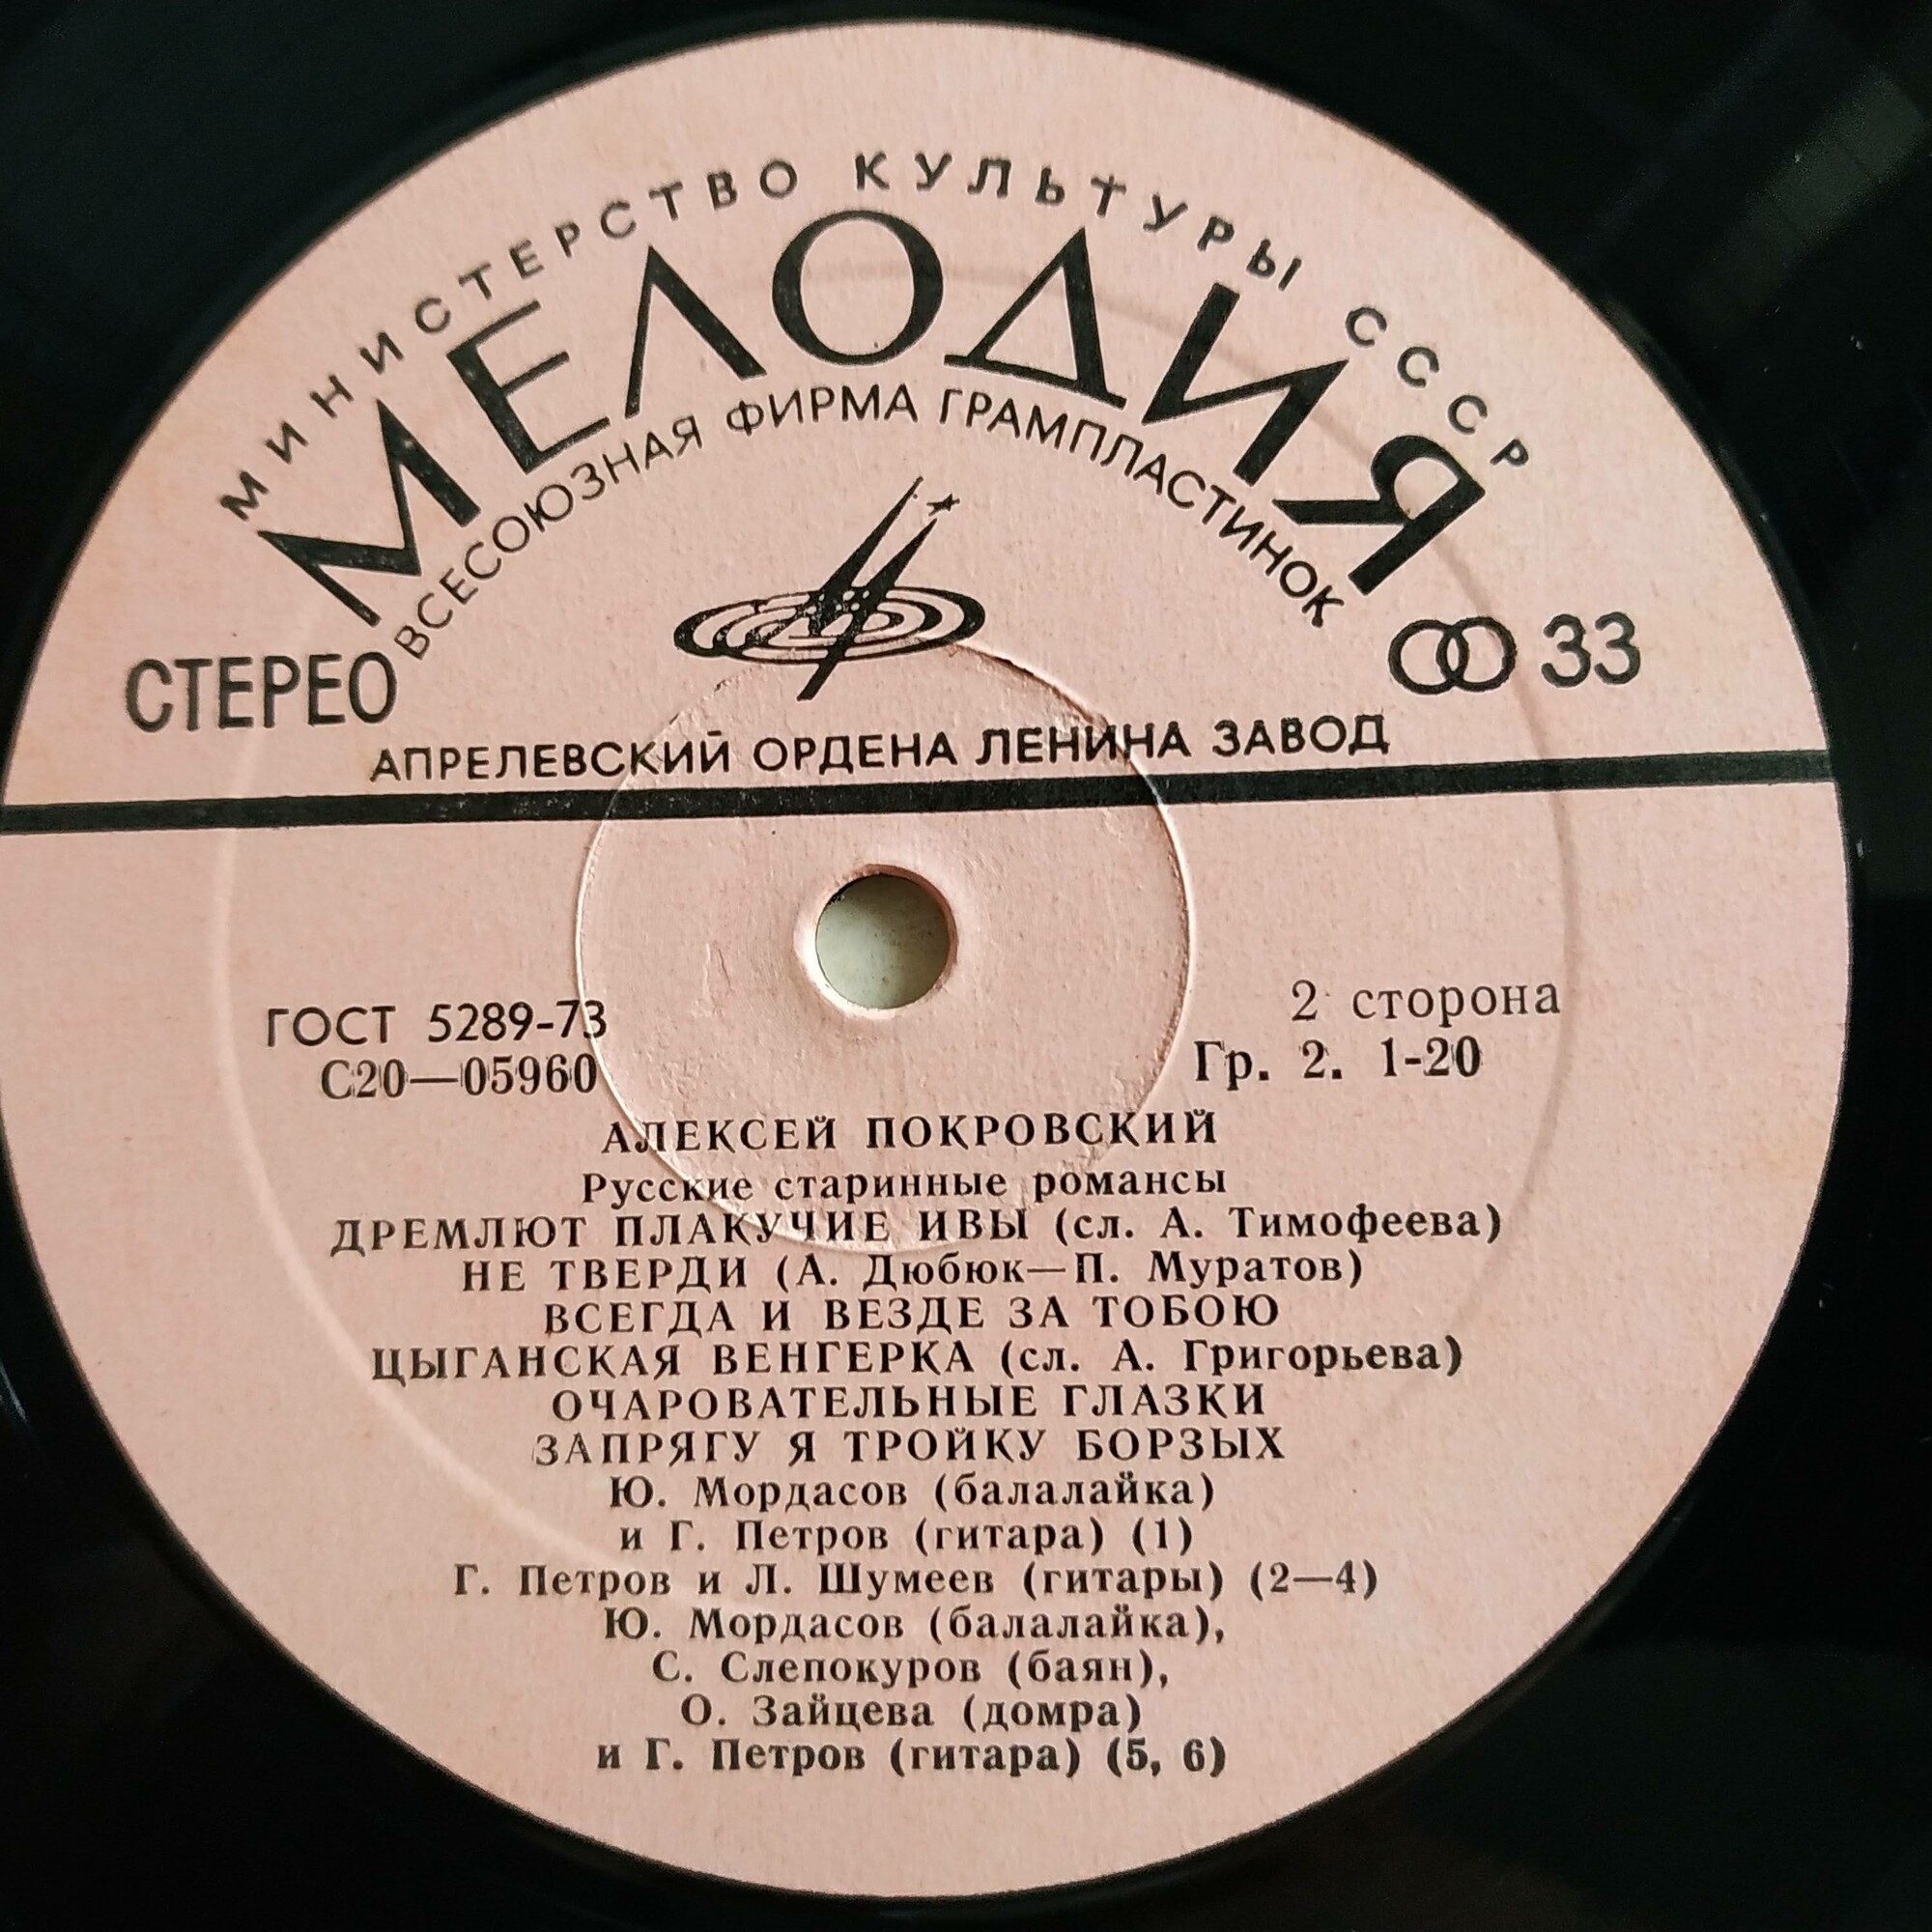 МИНИСТЕРСТВО КУЛЬТУРЫ СССР
МЕЛОДИЯ
ВСЕСОЮЗНАЯ ФИРМА ГРАМПЛАСТИНОК
СТЕРЕО
33
АПРЕЛЕВСКИЙ ОРДЕНА ЛЕНИНА ЗАВОД
ГОСТ 5289-73
2 сторона
С20—05960
Гр. 2. 1-20
АЛЕКСЕЙ ПОКРОВСКИЙ
Русские старинные романсы
ДРЕМЛЮТ ПЛАКУЧИЕ ИВЫ (сл. А. Тимофеева)
НЕ ТВЕРДИ (А. Дюбюк—П. Муратов)
ВСЕГДА И ВЕЗДЕ ЗА ТОБОЮ
ЦЫГАНСКАЯ ВЕНГЕРКА (сл. А. Григорьева)
ОЧАРОВАТЕЛЬНЫЕ ГЛАЗКИ
ЗАПРЯГУ Я ТРОЙКУ БОРЗЫХ
Ю. Мордасов (балалайка)
и Г. Петров (гитара) (1)
Г. Петров и Л. Шумеев (гитары) (2—4)
Ю. Мордасов (балалайка),
С. Слепокуров (баян),
О. Зайцева (домра)
и Г. Петров (гитара) (5, 6)